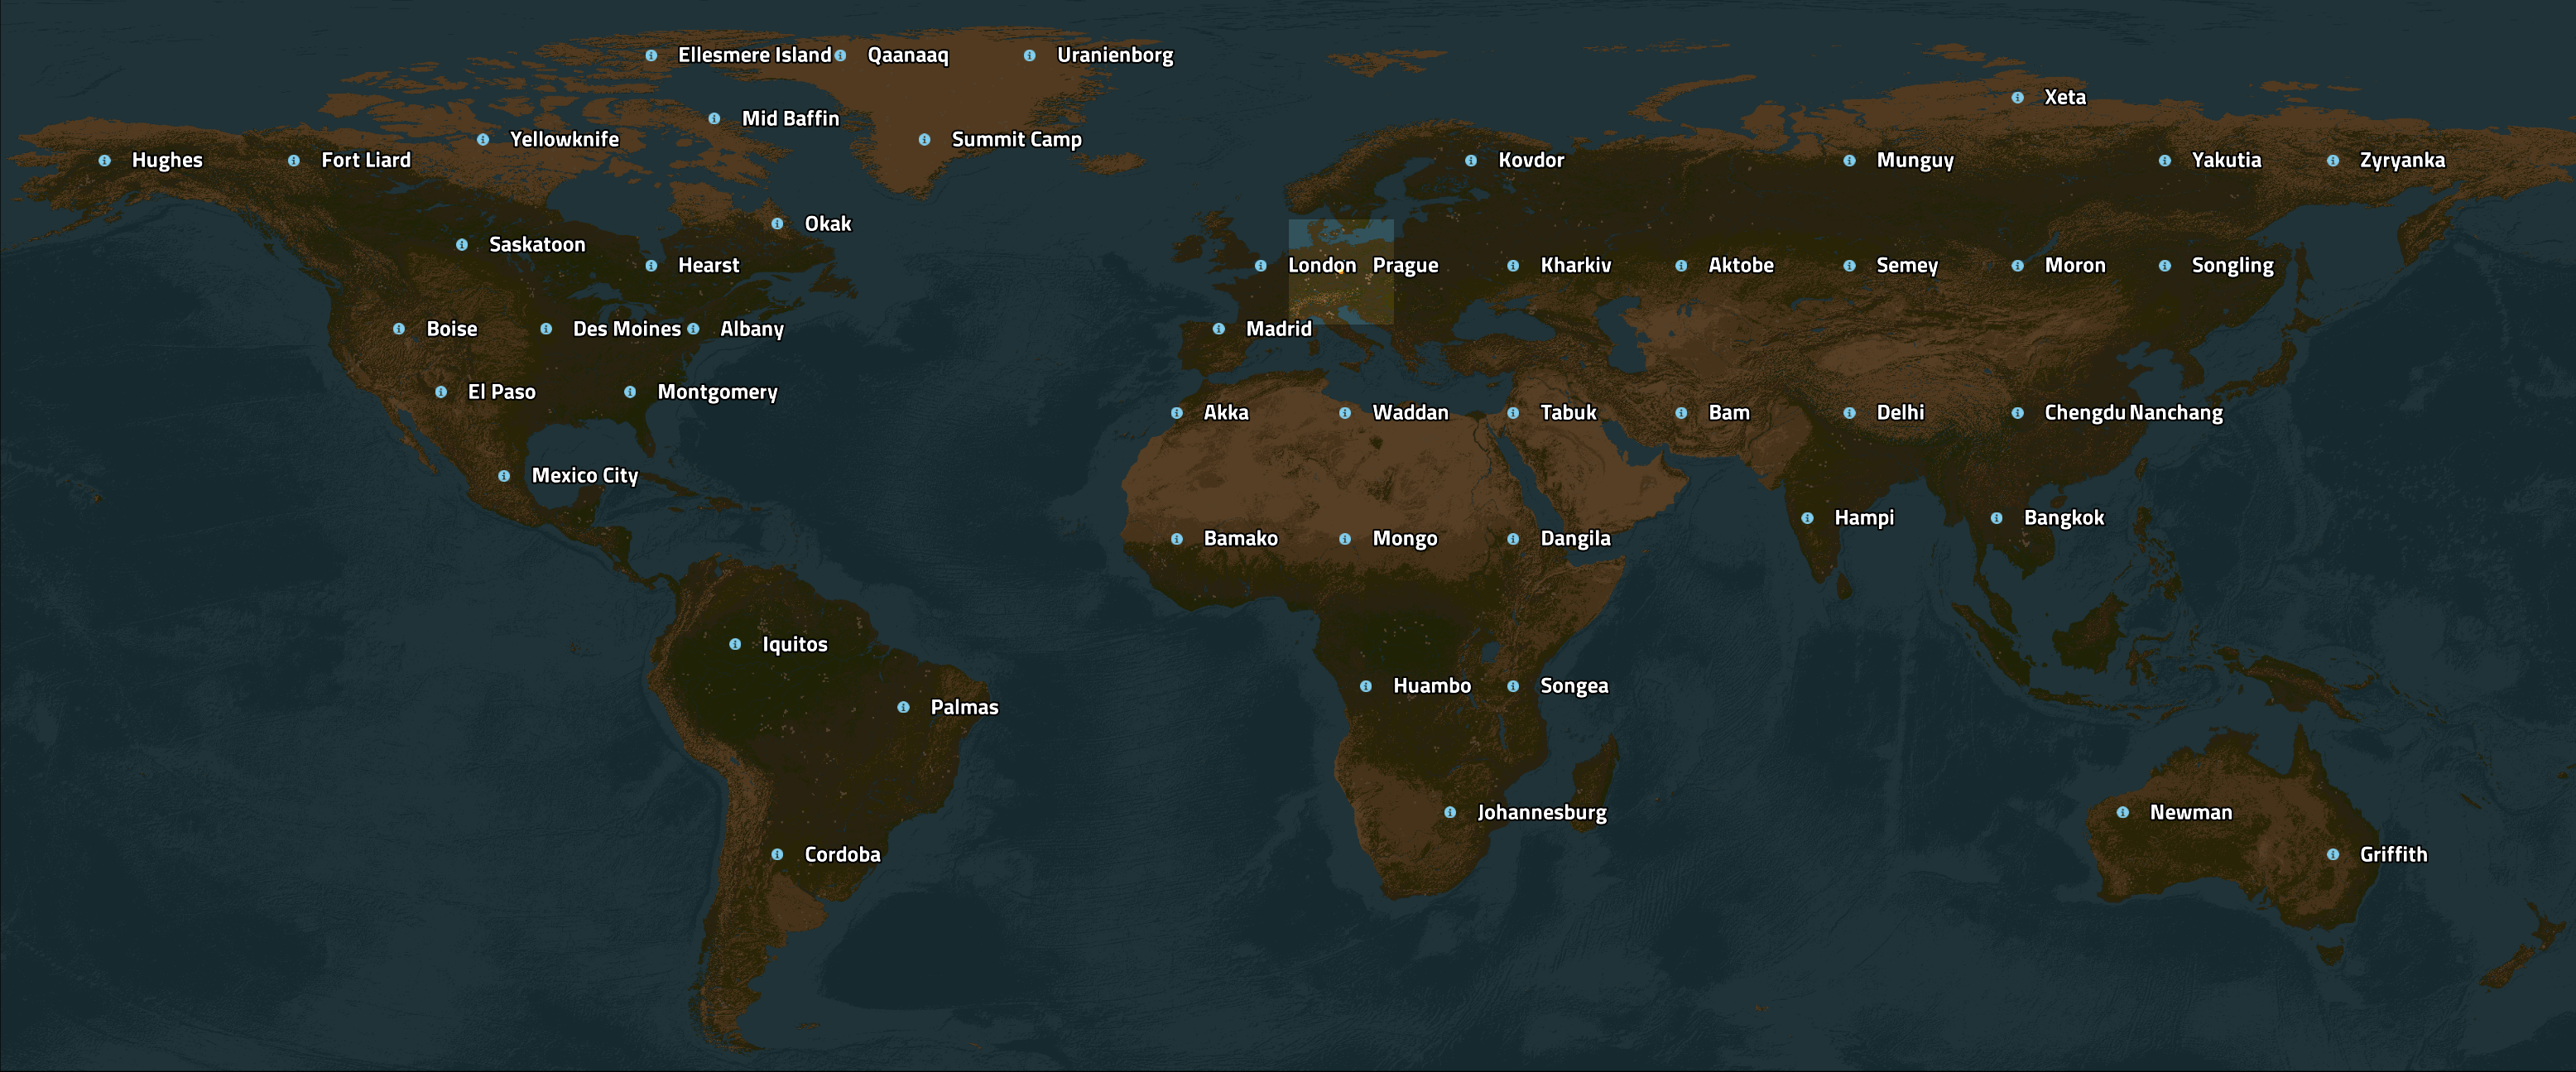 Ellesmere Island
Qaanaaq
Uranienborg
Xeta
Mid Baffin
Yellowknife
Summit Camp
Hughes
Fort Liard
Kovdor
Munguy
Yakutia
Zyryanka
Okak
Saskatoon
Hearst
London
Prague
Kharkiv
Aktobe
Semey
Moron
Songling
Boise
Des Moines
Albany
Madrid
El Paso
Montgomery
Akka
Waddan
Tabuk
Bam
Delhi
Chengdu
Nanchang
Mexico City
Hampi
Bangkok
Bamako
Mongo
Dangila
Iquitos
Huambo
Songea
Palmas
Johannesburg
Newman
Cordoba
Griffith